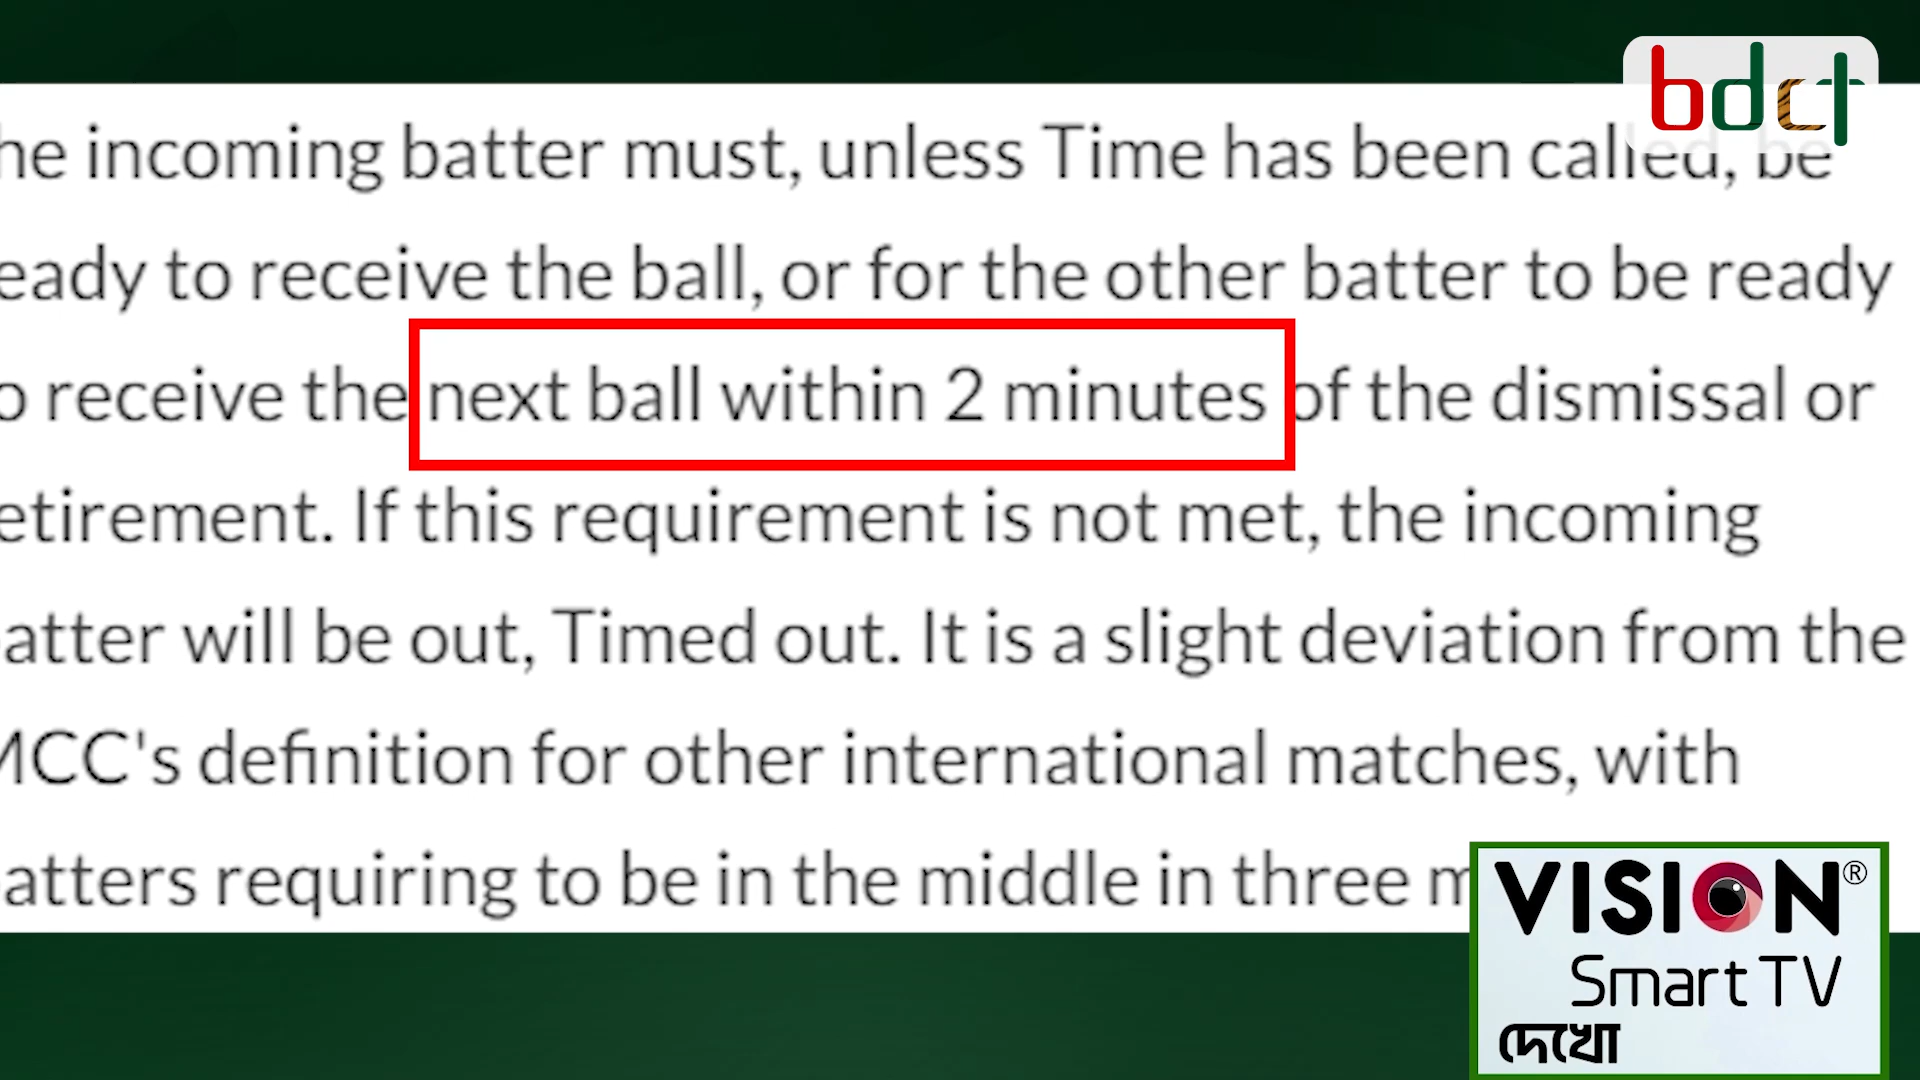 bdct
he incoming batter must, unless Time has been called, be
eady to receive the ball, or for the other batter to be ready
o receive the next ball within 2 minutes of the dismissal or
etirement. If this requirement is not met, the incoming
atter will be out, Timed out. It is a slight deviation from the
MCC's definition for other international matches, with
atters requiring to be in the middle in three m
VISION®
Smart TV
দেখো